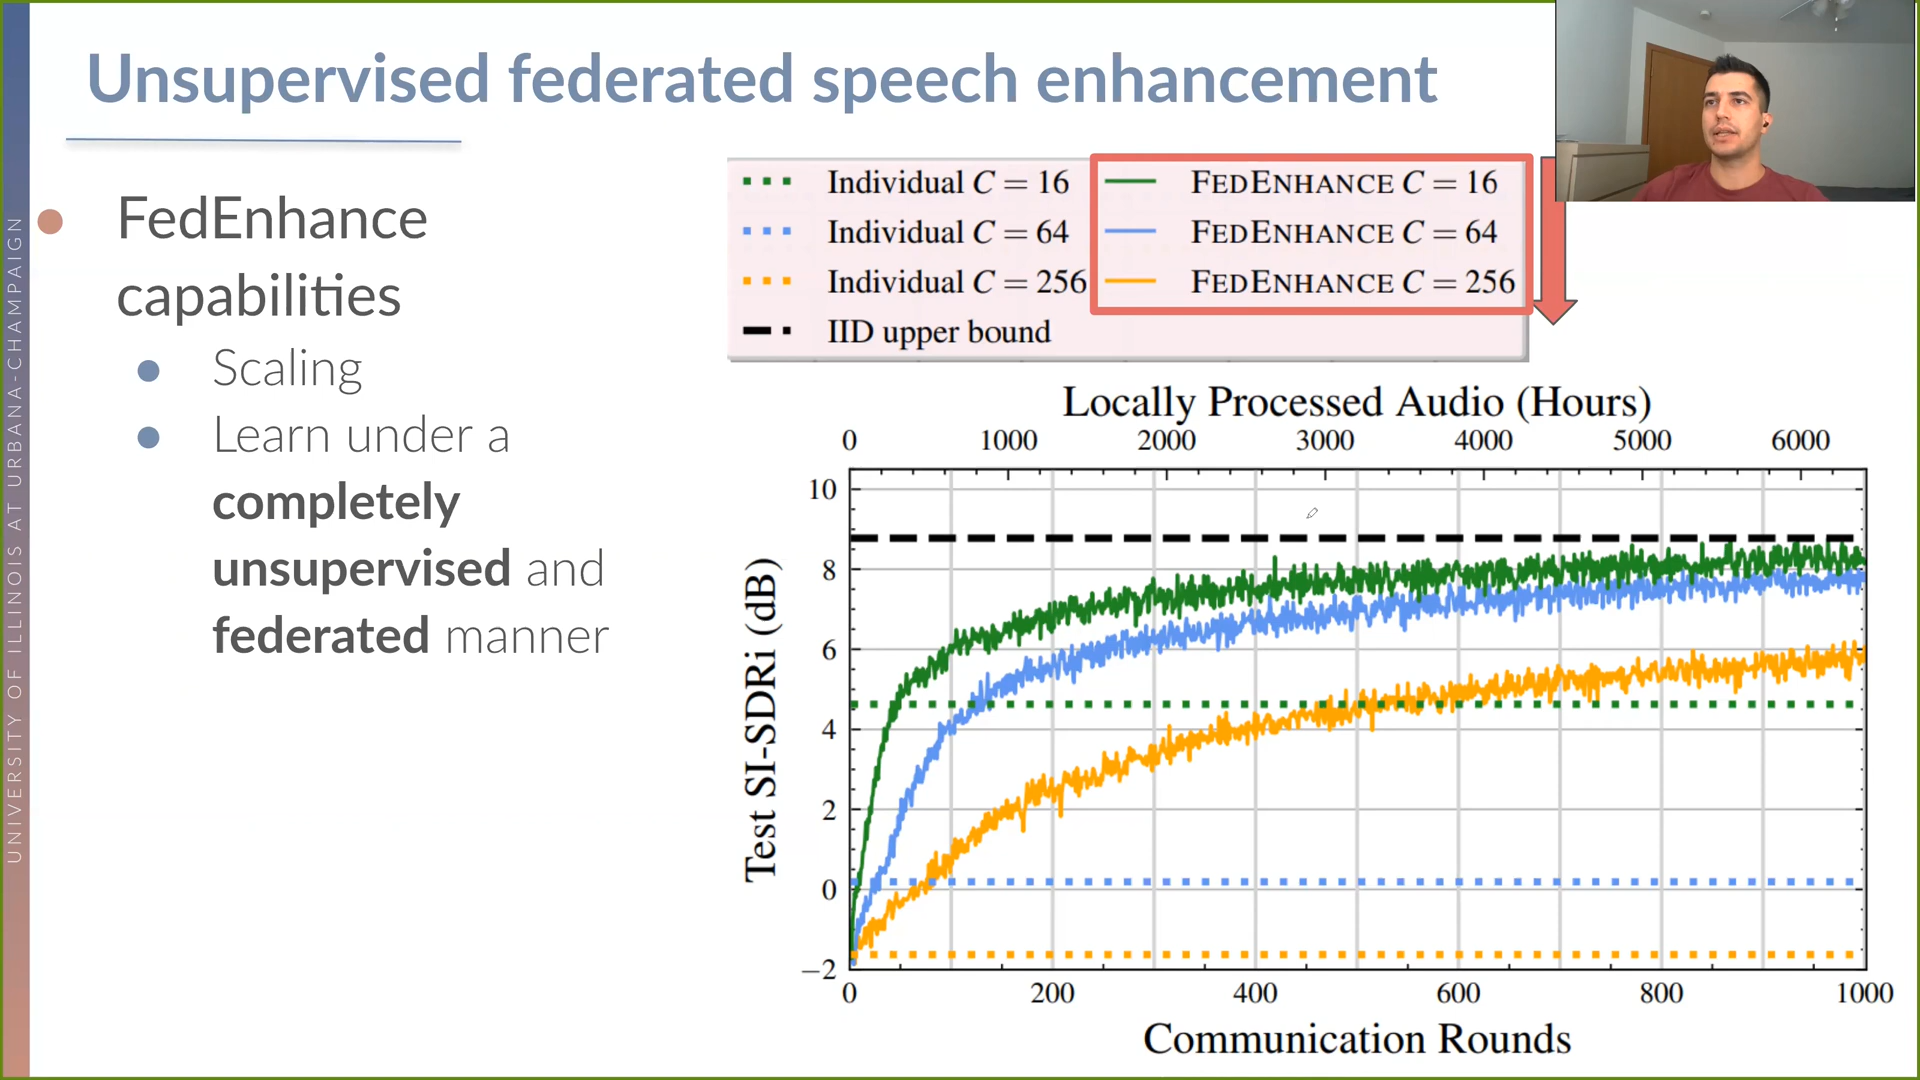 Unsupervised federated speech enhancement
UNIVERSITY OF ILLINOIS AT URBANA-CHAMPAIGN
FedEnhance
capabilities
Scaling
Learn under a
completely
unsupervised and
federated manner
Individual C = 16
FEDENHANCE C = 16
Individual C = 64
FEDENHANCE C = 64
Individual C = 256
FEDENHANCE C = 256
IID upper bound
Locally Processed Audio (Hours)
0 1000 2000 3000 4000 5000 6000
Test SI-SDRi (dB)
10
8
6
4
2
0
−2
0 200 400 600 800 1000
Communication Rounds